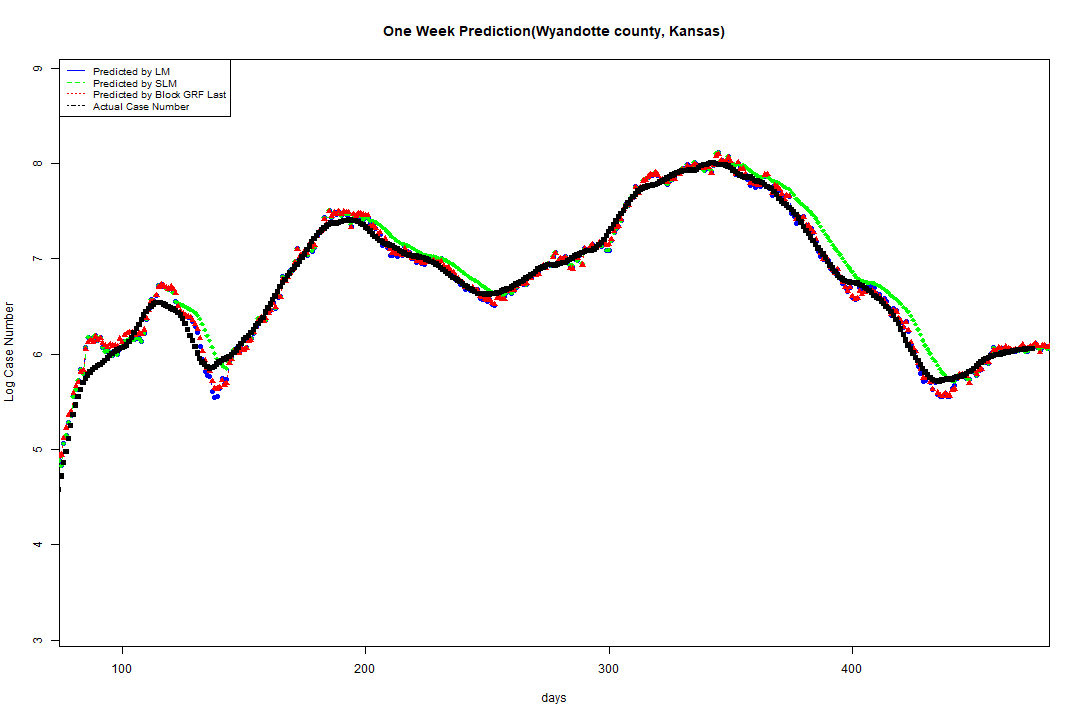 One Week Prediction(Wyandotte county, Kansas)
Predicted by LM
Predicted by SLM
Predicted by Block GRF Last
Actual Case Number
9
8
7
6
5
4
3
Log Case Number
100 200 300 400
days